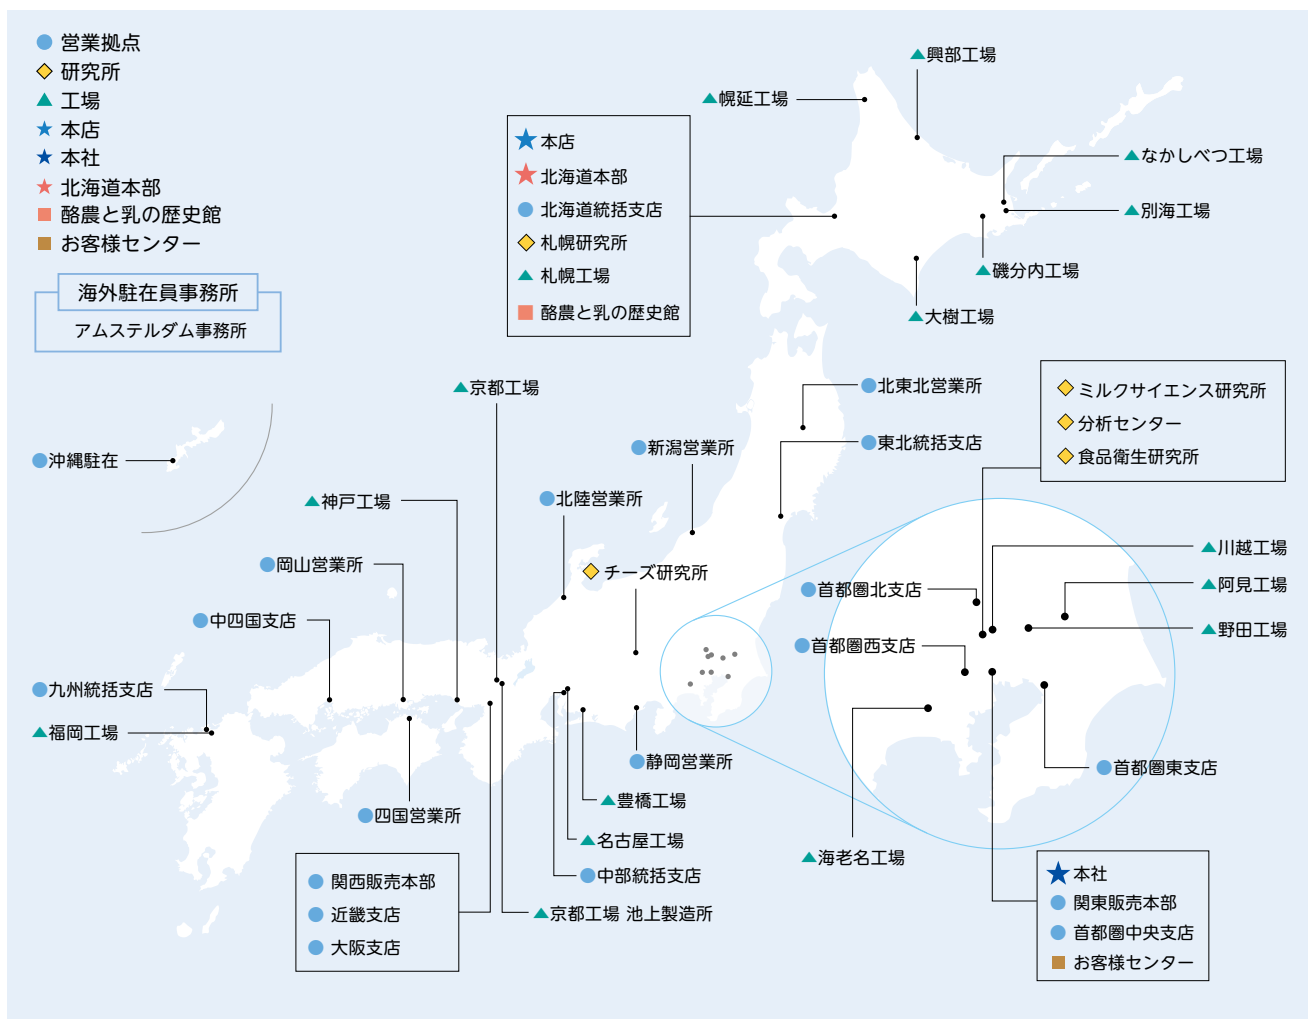 営業拠点
研究所
工場
本店
本社
北海道本部
酪農と乳の歴史館
お客様センター
海外駐在員事務所
アムステルダム事務所
興部工場
幌延工場
本店
北海道本部
北海道統括支店
札幌研究所
札幌工場
酪農と乳の歴史館
なかしべつ工場
別海工場
磯分内工場
大樹工場
京都工場
北東北営業所
東北統括支店
新潟営業所
沖縄駐在
神戸工場
北陸営業所
岡山営業所
チーズ研究所
中四国支店
九州統括支店
福岡工場
四国営業所
静岡営業所
豊橋工場
名古屋工場
中部統括支店
京都工場 池上製造所
関西販売本部
近畿支店
大阪支店
ミルクサイエンス研究所
分析センター
食品衛生研究所
川越工場
阿見工場
野田工場
首都圏北支店
首都圏西支店
首都圏東支店
海老名工場
本社
関東販売本部
首都圏中央支店
お客様センター